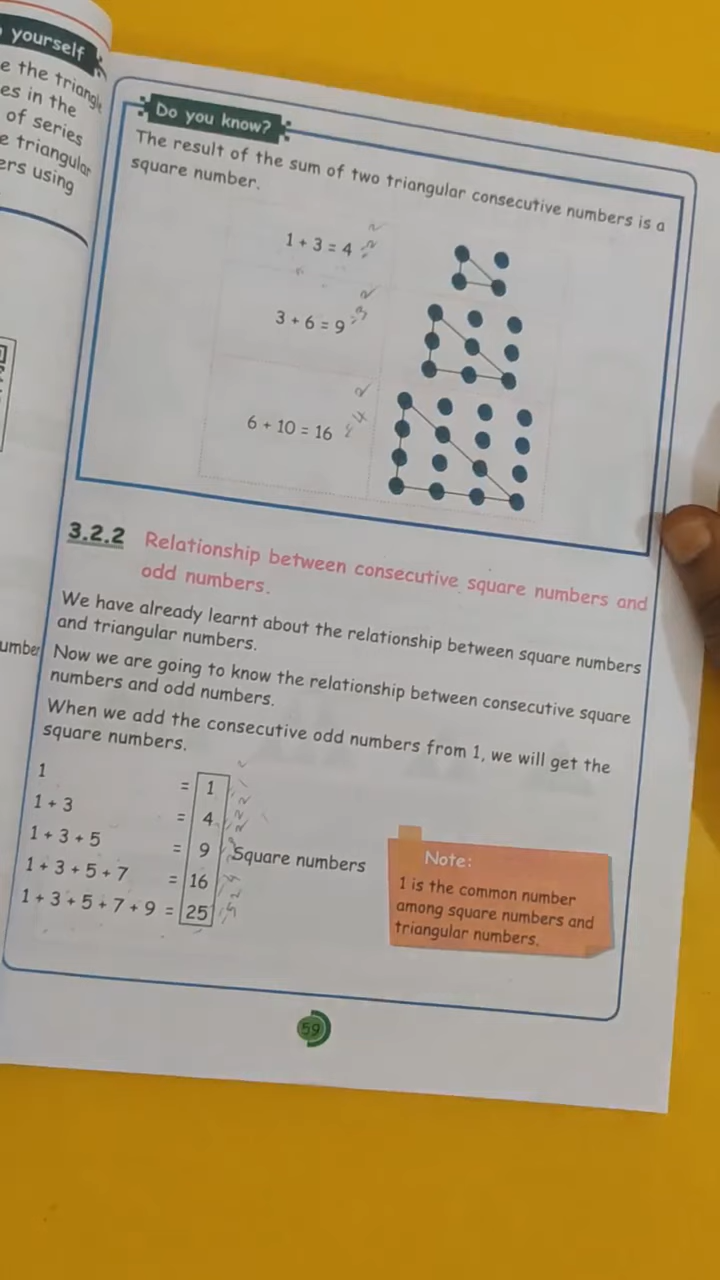 yourself
e the triangle
es in the
of series
e triangular
ers using
umber
Do you know?
The result of the sum of two triangular consecutive numbers is a
square number.
1 + 3 = 4
3 + 6 = 9
6 + 10 = 16
3.2.2 Relationship between consecutive square numbers and
odd numbers.
We have already learnt about the relationship between square numbers
and triangular numbers.
Now we are going to know the relationship between consecutive square
numbers and odd numbers.
When we add the consecutive odd numbers from 1, we will get the
square numbers.
1 = 1
1 + 3 = 4
1 + 3 + 5 = 9 Square numbers
1 + 3 + 5 + 7 = 16
1 + 3 + 5 + 7 + 9 = 25
Note:
1 is the common number
among square numbers and
triangular numbers.
59